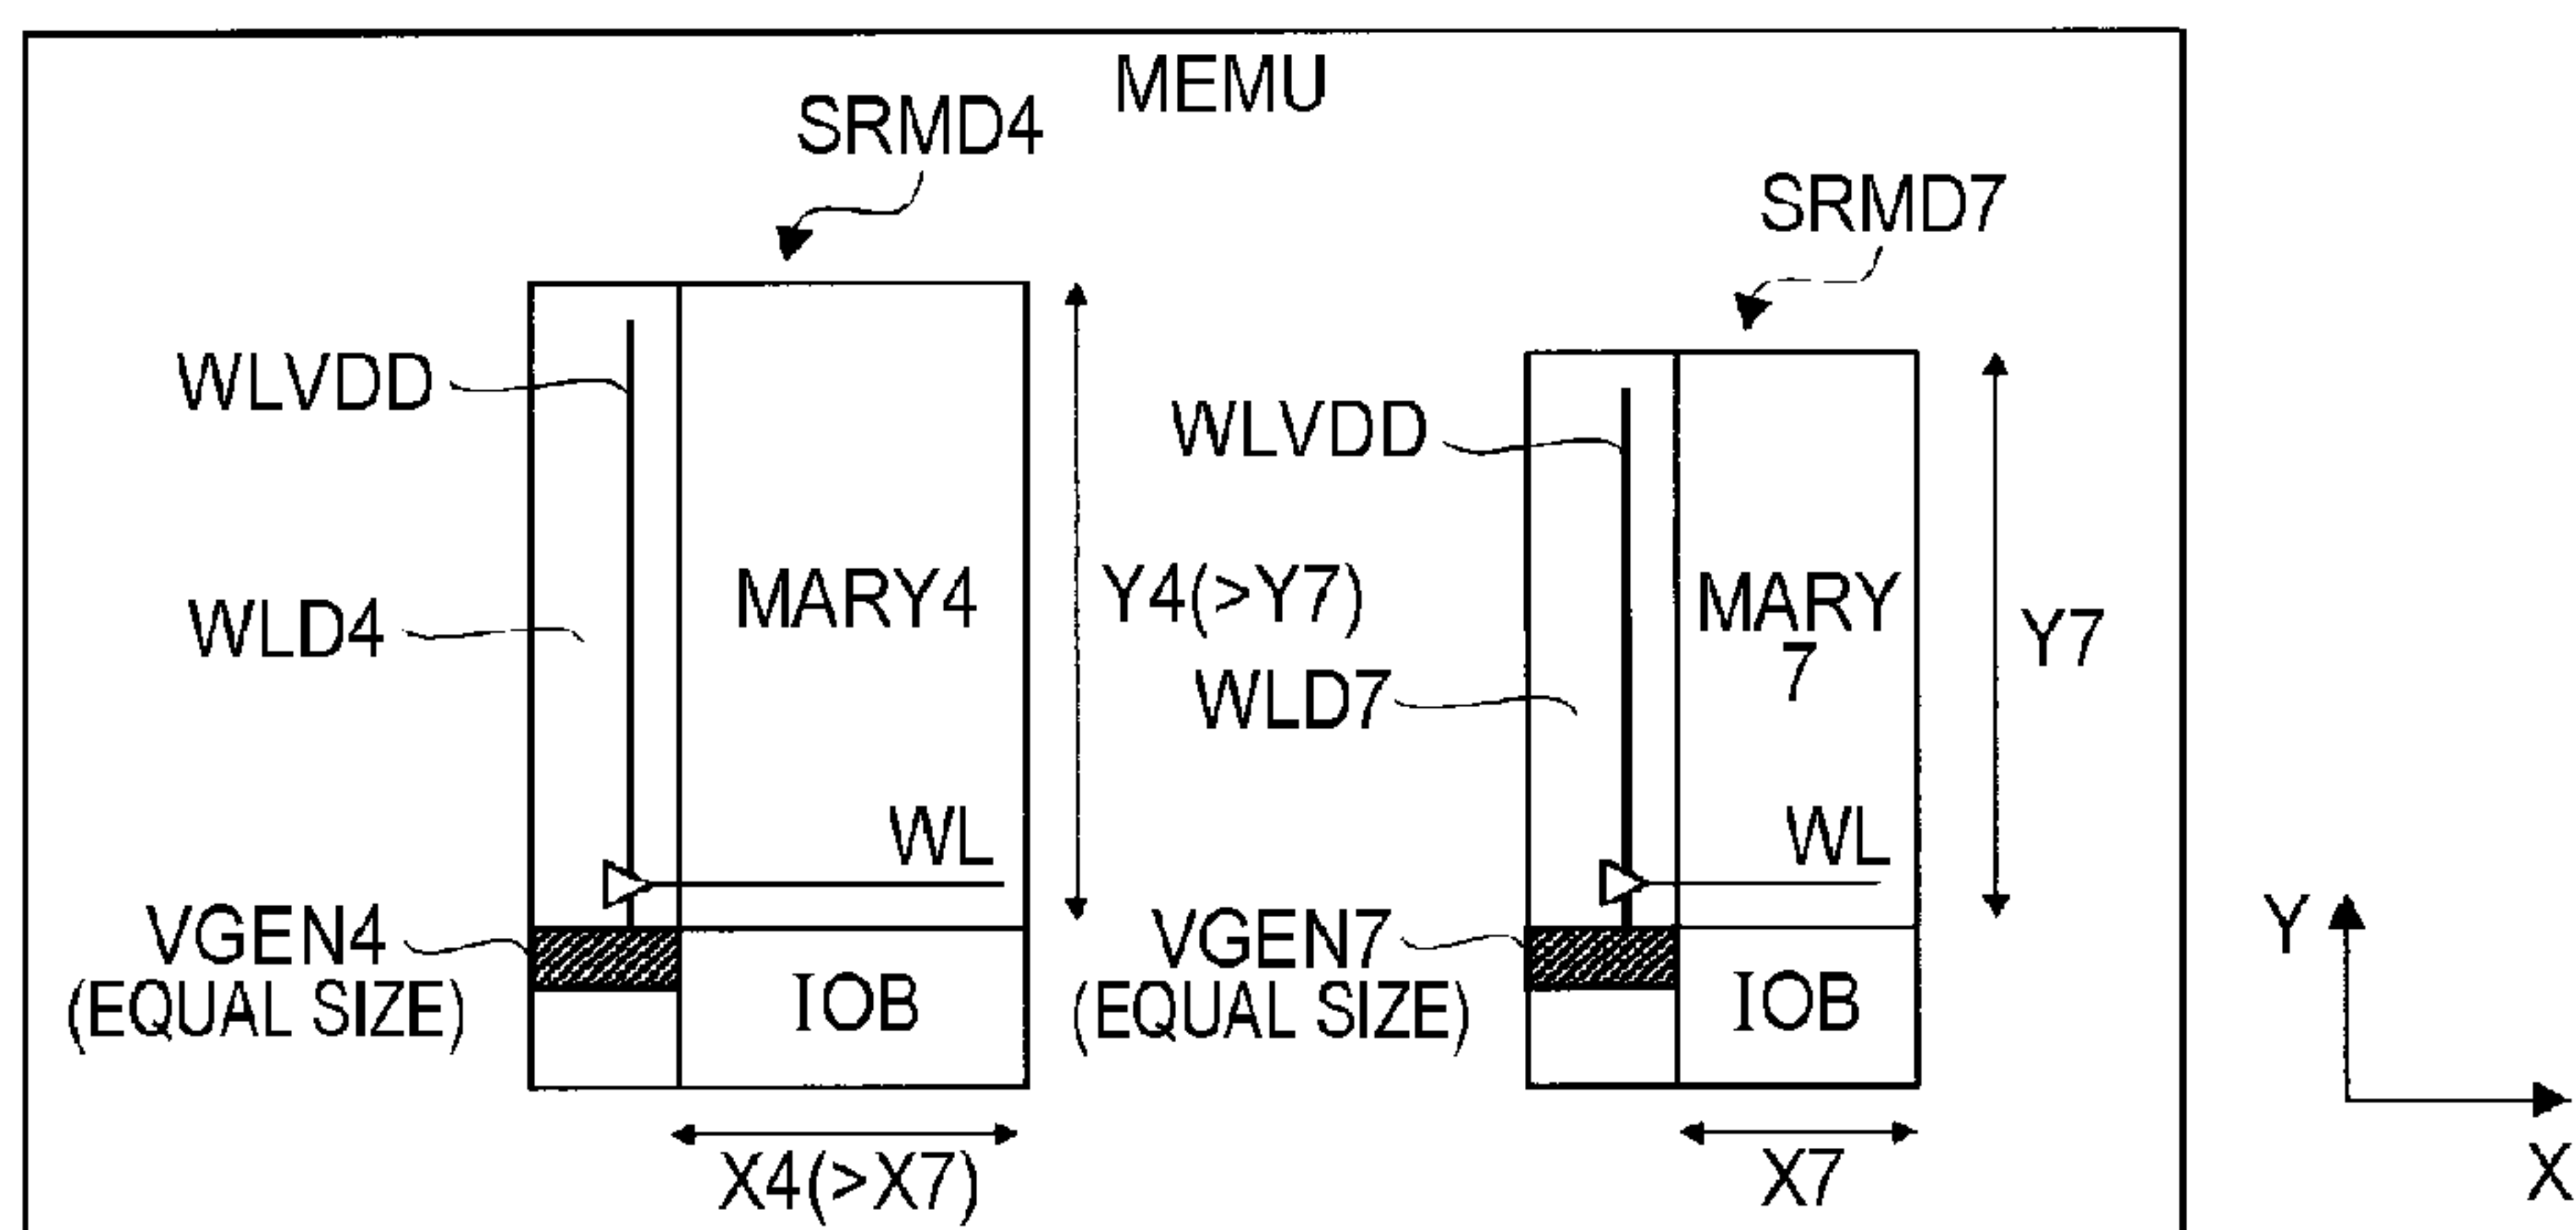 MEMU
SRMD4
SRMD7
WLVDD
WLVDD
WLD4
MARY4
Y4(>Y7)
MARY
7
Y7
WLD7
WL
WL
VGEN4
(EQUAL SIZE)
IOB
VGEN7
(EQUAL SIZE)
IOB
Y
X
X4(>X7)
X7